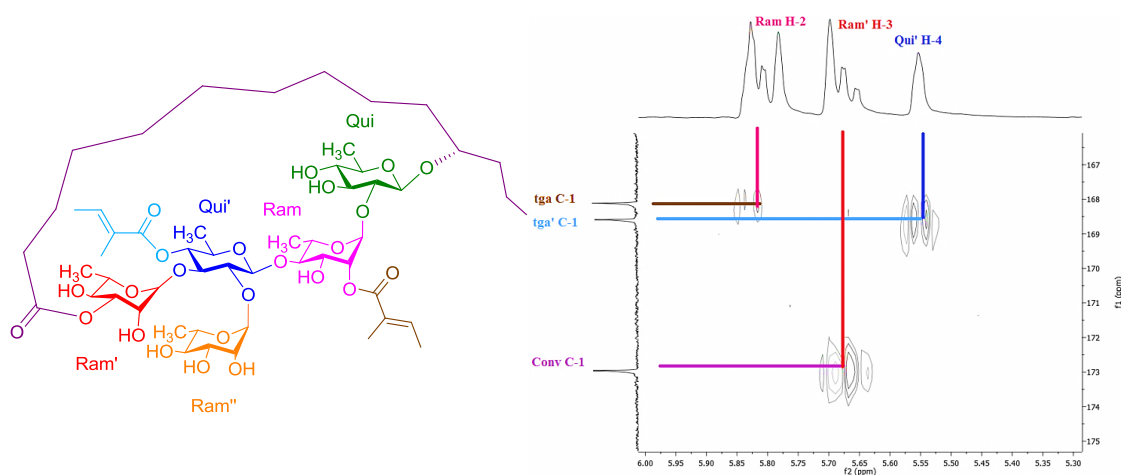 Qui
H₃C
HO
HO
O
O
O
O
Qui'
Ram
H₃C
H₃C
O
O
O
O
O
O
HO
O
O
H₃C
HO
O
O
O
O
HO
O
Ram'
H₃C
HO
HO
OH
O
O
Ram''
Ram H-2
Ram' H-3
Qui' H-4
tga C-1
tga' C-1
Conv C-1
167
168
169
170
171
172
173
174
175
f1 (ppm)
6.00 5.95 5.90 5.85 5.80 5.75 5.70 5.65 5.60 5.55 5.50 5.45 5.40 5.35 5.30
f2 (ppm)